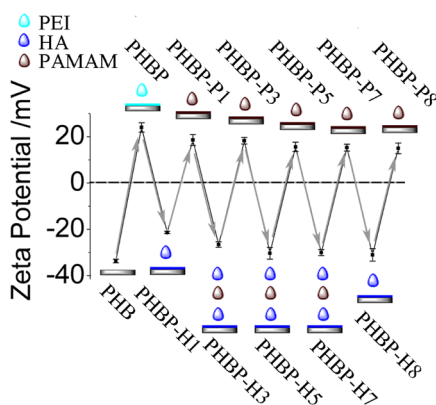 PEI
HA
PAMAM
PHBP
PHBP-P1
PHBP-P3
PHBP-P5
PHBP-P7
PHBP-P8
Zeta Potential /mV
20
0
-20
-40
PHB
PHBP-H1
PHBP-H3
PHBP-H5
PHBP-H7
PHBP-H8